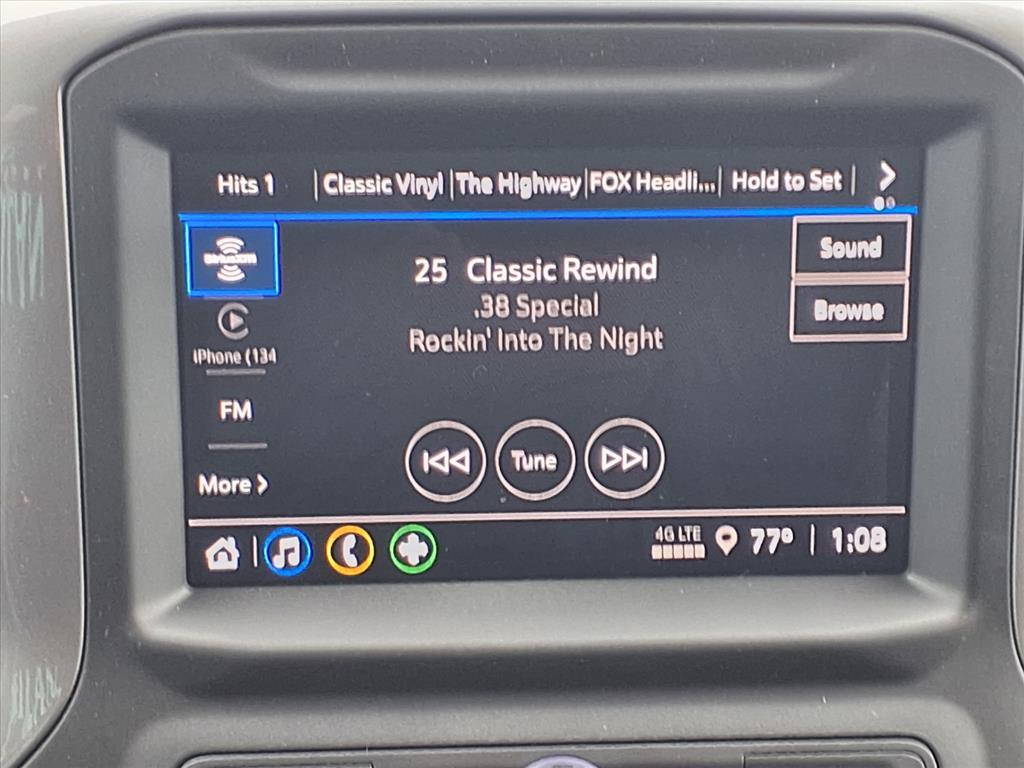 Hits 1 Classic Vinyl The Highway FOX Headli... Hold to Set
SiriusXM
25 Classic Rewind
.38 Special
Rockin' Into The Night
Sound
Browse
iPhone (134
FM
More
Tune
4G LTE
77° 1:08